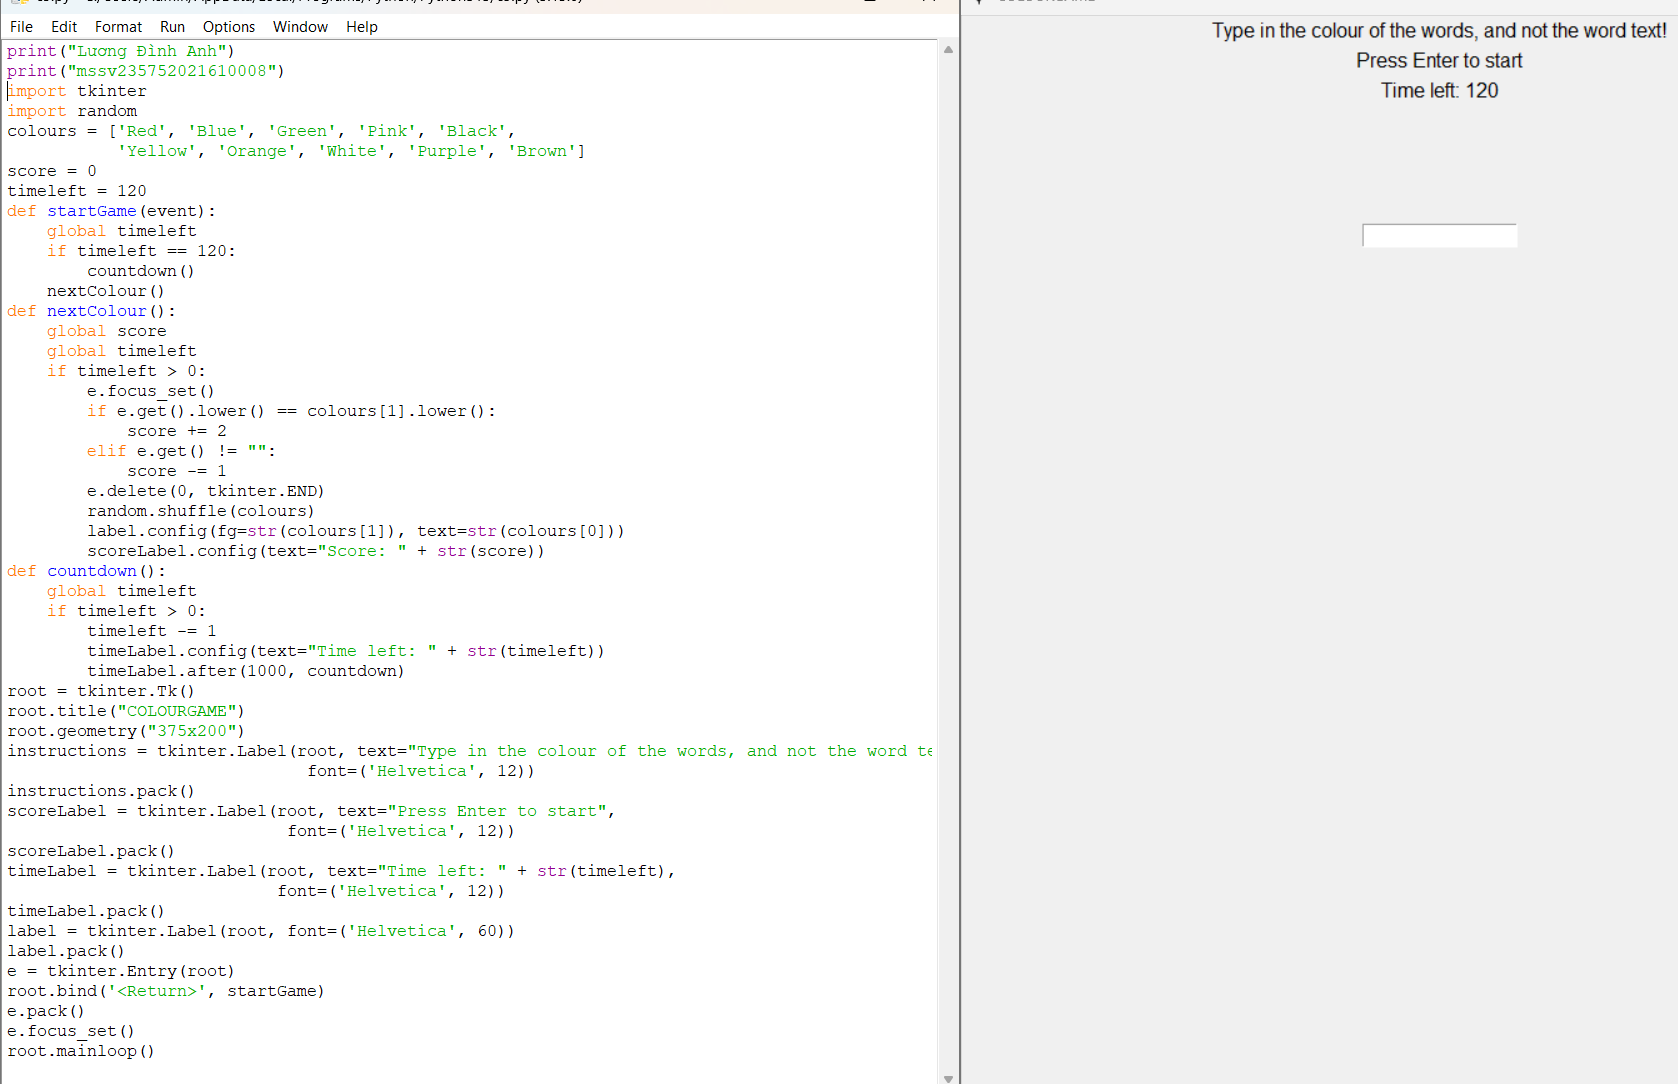 File Edit Format Run Options Window Help
print("Lương Đình Anh")
print("mssv235752021610008")
import tkinter
import random
colours = ['Red', 'Blue', 'Green', 'Pink', 'Black',
           'Yellow', 'Orange', 'White', 'Purple', 'Brown']
score = 0
timeleft = 120
def startGame(event):
    global timeleft
    if timeleft == 120:
        countdown()
    nextColour()
def nextColour():
    global score
    global timeleft
    if timeleft > 0:
        e.focus_set()
        if e.get().lower() == colours[1].lower():
            score += 2
        elif e.get() != "":
            score -= 1
        e.delete(0, tkinter.END)
        random.shuffle(colours)
        label.config(fg=str(colours[1]), text=str(colours[0]))
        scoreLabel.config(text="Score: " + str(score))
def countdown():
    global timeleft
    if timeleft > 0:
        timeleft -= 1
        timeLabel.config(text="Time left: " + str(timeleft))
        timeLabel.after(1000, countdown)
root = tkinter.Tk()
root.title("COLOURGAME")
root.geometry("375x200")
instructions = tkinter.Label(root, text="Type in the colour of the words, and not the word te
                              font=('Helvetica', 12))
instructions.pack()
scoreLabel = tkinter.Label(root, text="Press Enter to start",
                            font=('Helvetica', 12))
scoreLabel.pack()
timeLabel = tkinter.Label(root, text="Time left: " + str(timeleft),
                           font=('Helvetica', 12))
timeLabel.pack()
label = tkinter.Label(root, font=('Helvetica', 60))
label.pack()
e = tkinter.Entry(root)
root.bind('<Return>', startGame)
e.pack()
e.focus_set()
root.mainloop()
Type in the colour of the words, and not the word text!
Press Enter to start
Time left: 120